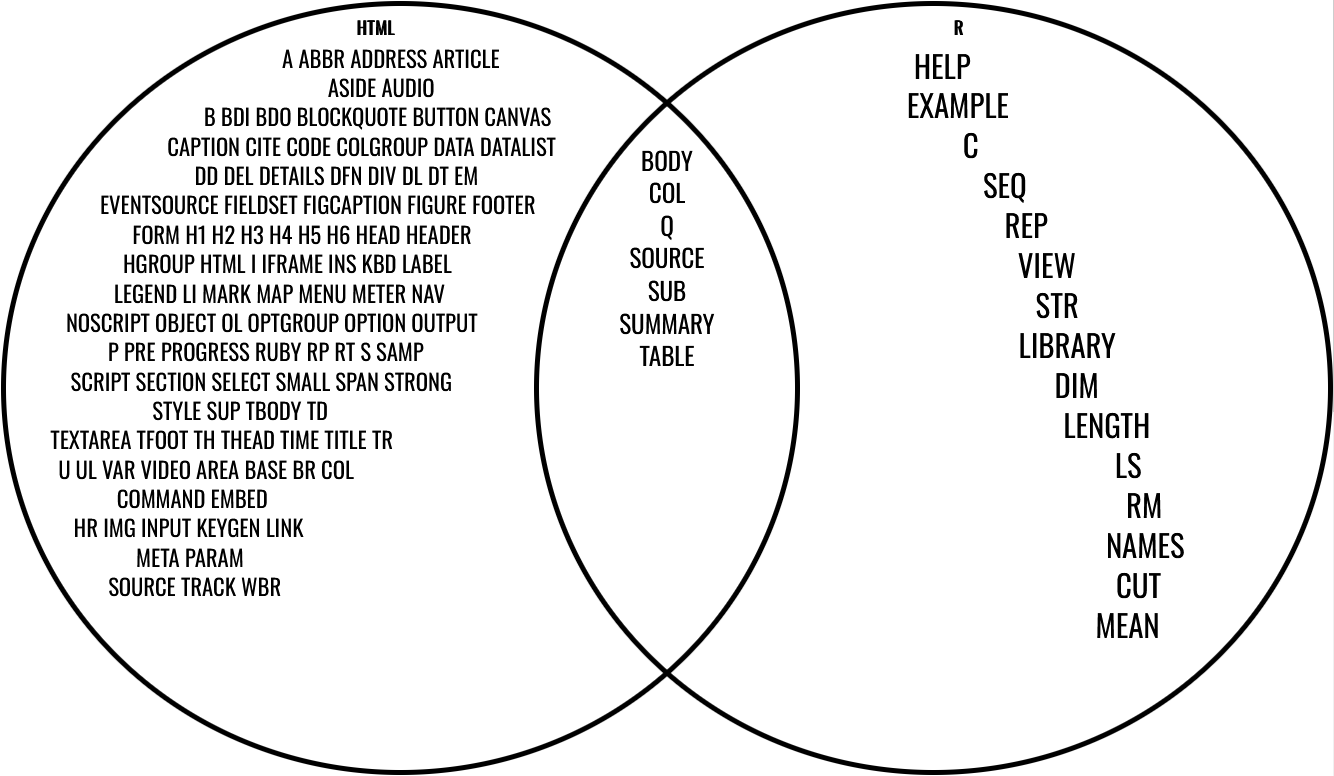 HTML
A ABBR ADDRESS ARTICLE
ASIDE AUDIO
B BDI BDO BLOCKQUOTE BUTTON CANVAS
CAPTION CITE CODE COLGROUP DATA DATALIST
DD DEL DETAILS DFN DIV DL DT EM
EVENTSOURCE FIELDSET FIGCAPTION FIGURE FOOTER
FORM H1 H2 H3 H4 H5 H6 HEAD HEADER
HGROUP HTML I IFRAME INS KBD LABEL
LEGEND LI MARK MAP MENU METER NAV
NOSCRIPT OBJECT OL OPTGROUP OPTION OUTPUT
P PRE PROGRESS RUBY RP RT S SAMP
SCRIPT SECTION SELECT SMALL SPAN STRONG
STYLE SUP TBODY TD
TEXTAREA TFOOT TH THEAD TIME TITLE TR
U UL VAR VIDEO AREA BASE BR COL
COMMAND EMBED
HR IMG INPUT KEYGEN LINK
META PARAM
SOURCE TRACK WBR
BODY
COL
Q
SOURCE
SUB
SUMMARY
TABLE
R
HELP
EXAMPLE
C
SEQ
REP
VIEW
STR
LIBRARY
DIM
LENGTH
LS
RM
NAMES
CUT
MEAN